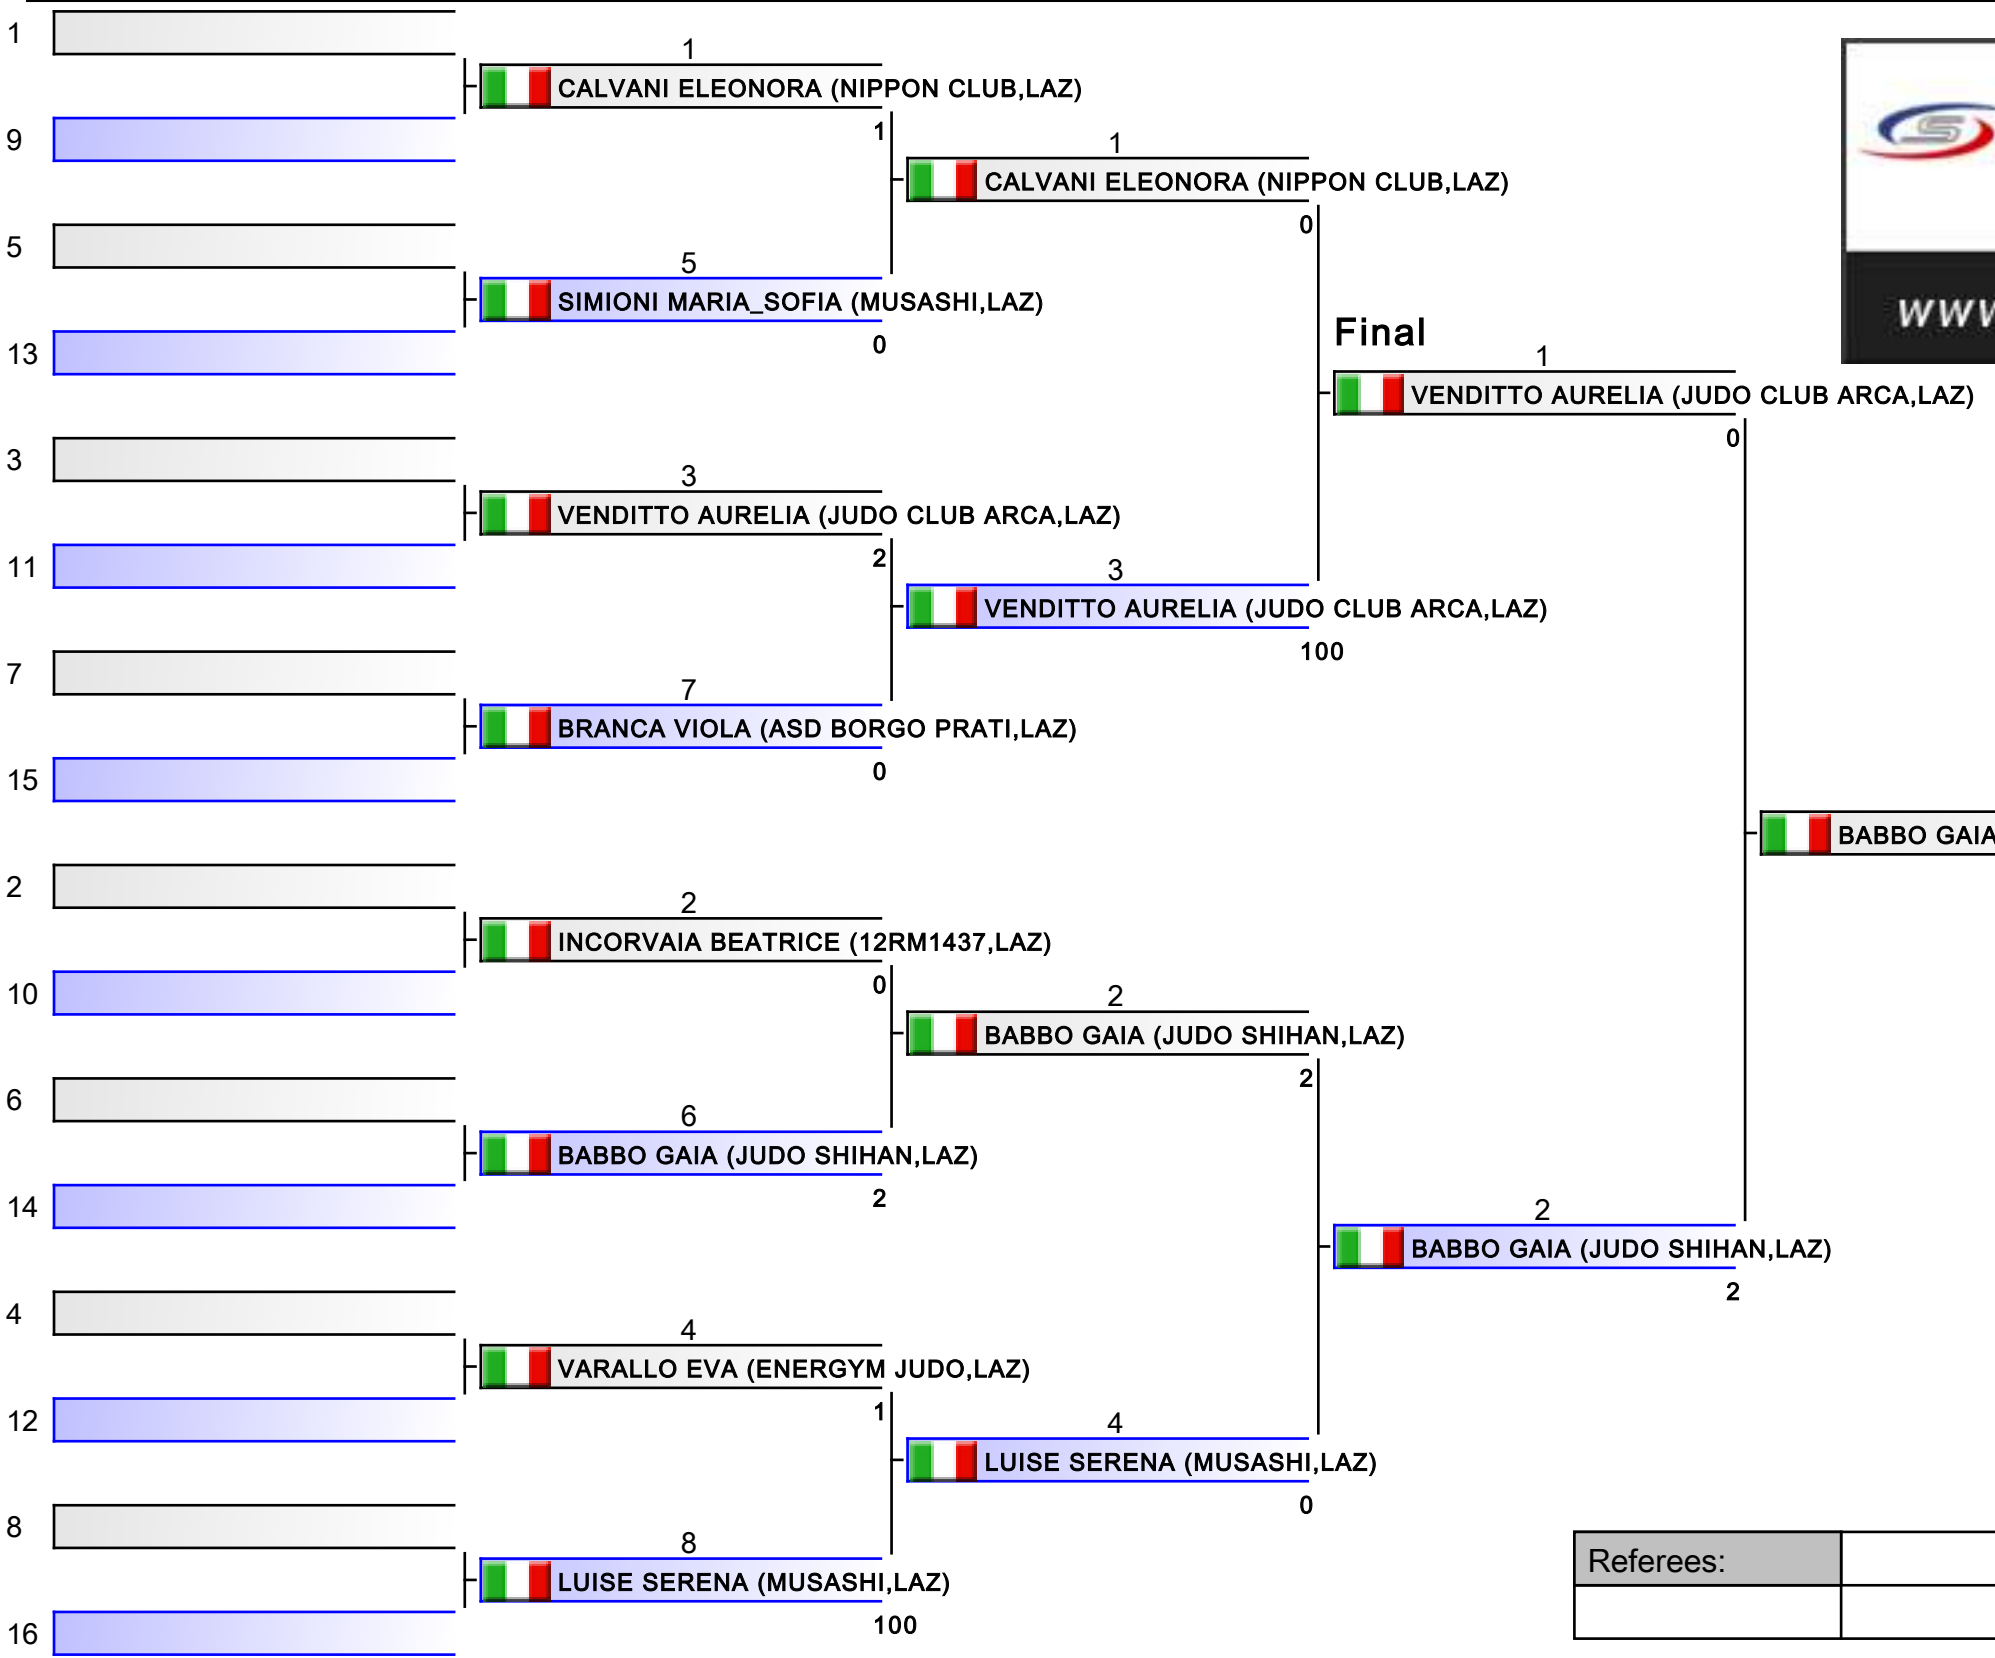 1
9
5
13
3
11
7
15
2
10
6
14
4
12
8
16
1
CALVANI ELEONORA (NIPPON CLUB,LAZ)
1
5
SIMIONI MARIA_SOFIA (MUSASHI,LAZ)
0
3
VENDITTO AURELIA (JUDO CLUB ARCA,LAZ)
2
7
BRANCA VIOLA (ASD BORGO PRATI,LAZ)
0
2
INCORVAIA BEATRICE (12RM1437,LAZ)
0
6
BABBO GAIA (JUDO SHIHAN,LAZ)
2
4
VARALLO EVA (ENERGYM JUDO,LAZ)
1
8
LUISE SERENA (MUSASHI,LAZ)
100
1
CALVANI ELEONORA (NIPPON CLUB,LAZ)
0
3
VENDITTO AURELIA (JUDO CLUB ARCA,LAZ)
100
2
BABBO GAIA (JUDO SHIHAN,LAZ)
2
4
LUISE SERENA (MUSASHI,LAZ)
0
Final
1
VENDITTO AURELIA (JUDO CLUB ARCA,LAZ)
0
2
BABBO GAIA (JUDO SHIHAN,LAZ)
2
BABBO GAIA
S
www
Referees: